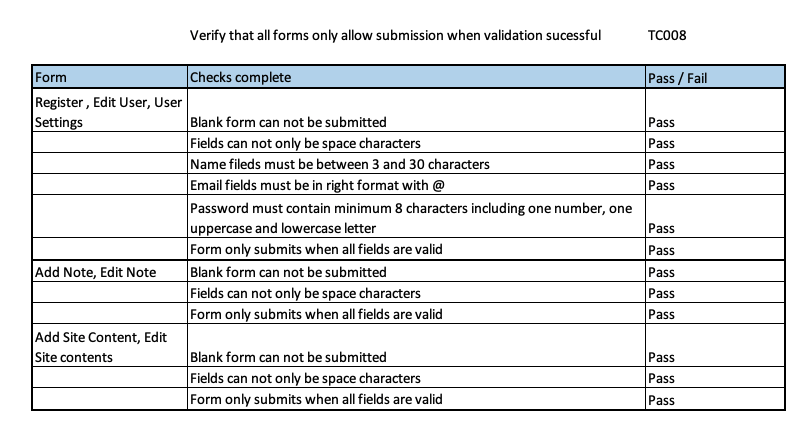 Verify that all forms only allow submission when validation sucessful TC008
Form Checks complete Pass / Fail
Register , Edit User, User
Settings Blank form can not be submitted Pass
Fields can not only be space characters Pass
Name fileds must be between 3 and 30 characters Pass
Email fields must be in right format with @ Pass
Password must contain minimum 8 characters including one number, one
uppercase and lowercase letter Pass
Form only submits when all fields are valid Pass
Add Note, Edit Note Blank form can not be submitted Pass
Fields can not only be space characters Pass
Form only submits when all fields are valid Pass
Add Site Content, Edit
Site contents Blank form can not be submitted Pass
Fields can not only be space characters Pass
Form only submits when all fields are valid Pass